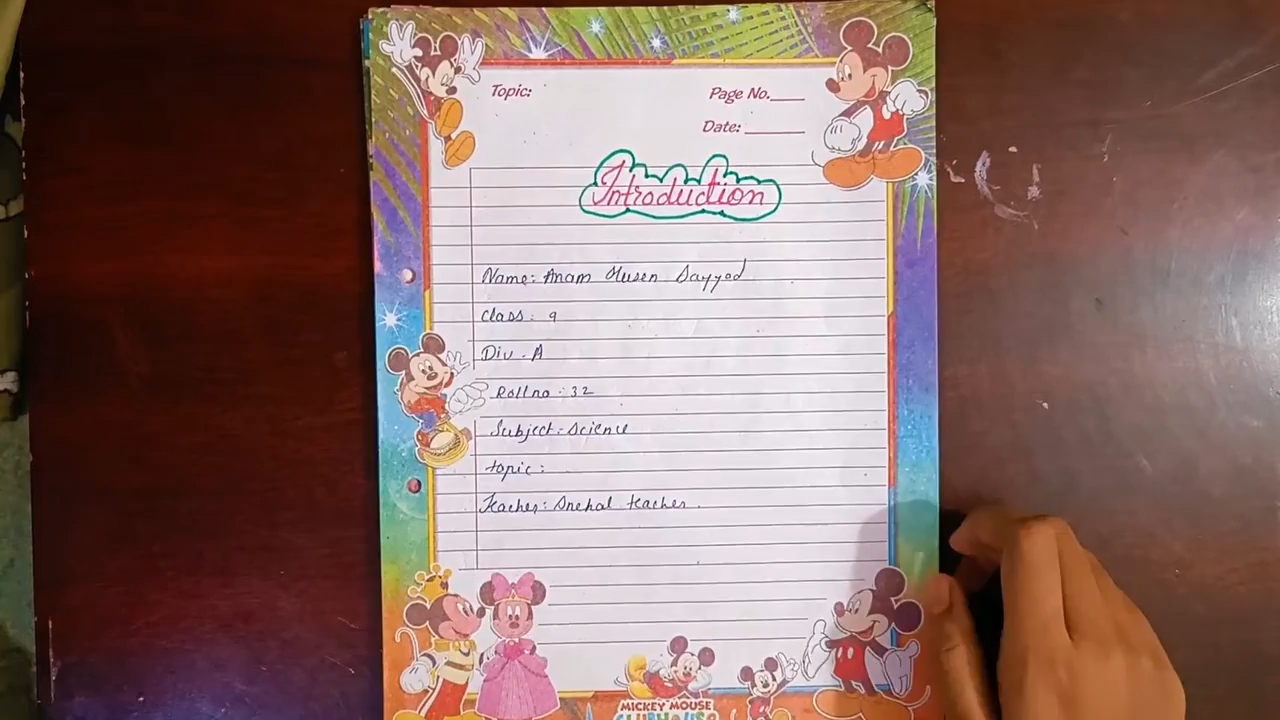 Topic:
Page No.____
Date: ______
Introduction
Name: Anam Husen Sayyed
Class: 9
Div - A
Roll no : 32
Subject: Science
topic :
Teacher: Snehal teacher.
MICKEY MOUSE
CLUBHOUSE